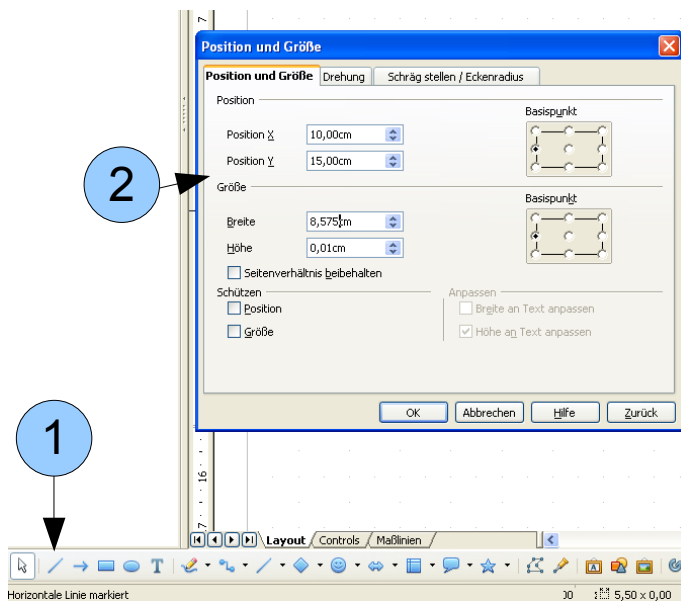 Position und Größe
Position und Größe Drehung Schräg stellen / Eckenradius
Position
Basispunkt
Position X 10,00cm
Position Y 15,00cm
2
Größe
Basispunkt
Breite 8,575cm
Höhe 0,01cm
Seitenverhältnis beibehalten
Schützen Anpassen
Position Breite an Text anpassen
Größe Höhe an Text anpassen
OK Abbrechen Hilfe Zurück
1
16
Layout Controls Maßlinien
T
Horizontale Linie markiert 5,50 x 0,00